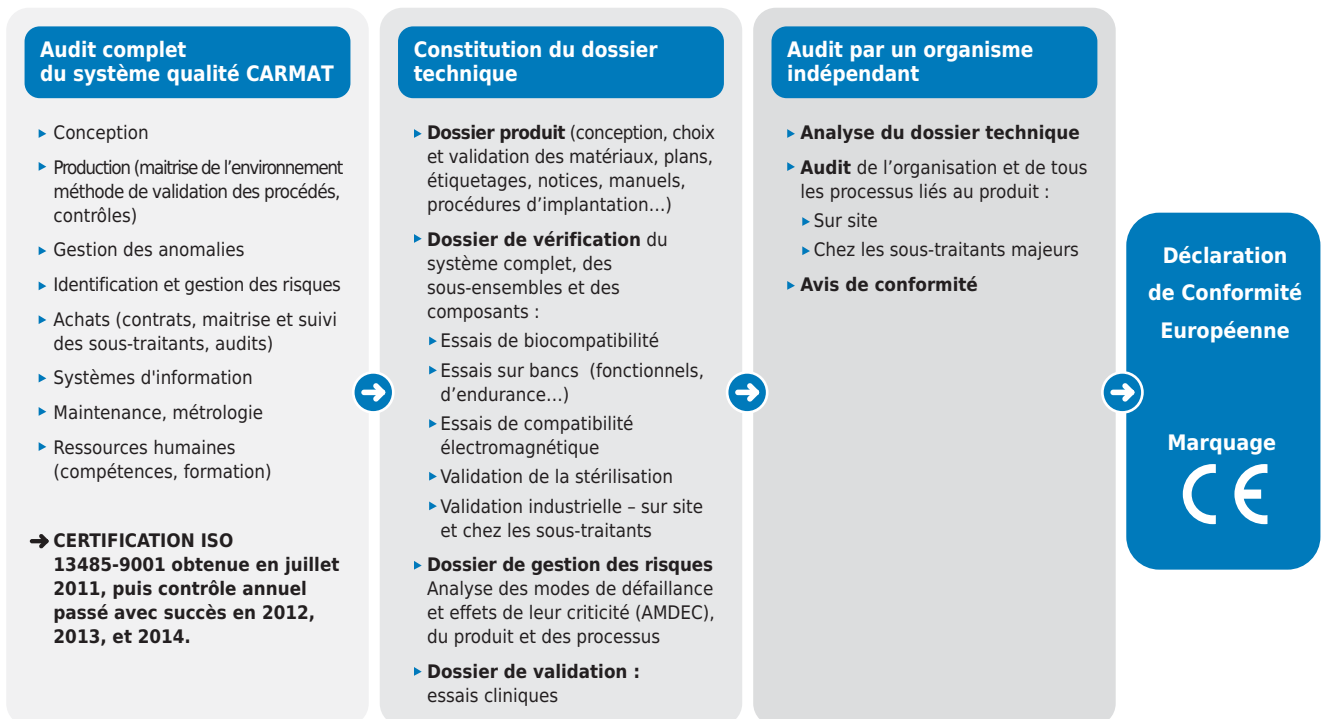 Audit complet
du système qualité CARMAT
Conception
Production (maitrise de l'environnement
méthode de validation des procédés,
contrôles)
Gestion des anomalies
Identification et gestion des risques
Achats (contrats, maitrise et suivi
des sous-traitants, audits)
Systèmes d'information
Maintenance, métrologie
Ressources humaines
(compétences, formation)
CERTIFICATION ISO
13485-9001 obtenue en juillet
2011, puis contrôle annuel
passé avec succès en 2012,
2013, et 2014.
Constitution du dossier
technique
Dossier produit (conception, choix
et validation des matériaux, plans,
étiquetages, notices, manuels,
procédures d'implantation...)
Dossier de vérification du
système complet, des
sous-ensembles et des
composants :
Essais de biocompatibilité
Essais sur bancs (fonctionnels,
d'endurance...)
Essais de compatibilité
électromagnétique
Validation de la stérilisation
Validation industrielle – sur site
et chez les sous-traitants
Dossier de gestion des risques
Analyse des modes de défaillance
et effets de leur criticité (AMDEC),
du produit et des processus
Dossier de validation :
essais cliniques
Audit par un organisme
indépendant
Analyse du dossier technique
Audit de l'organisation et de tous
les processus liés au produit :
Sur site
Chez les sous-traitants majeurs
Avis de conformité
Déclaration
de Conformité
Européenne
Marquage
CE